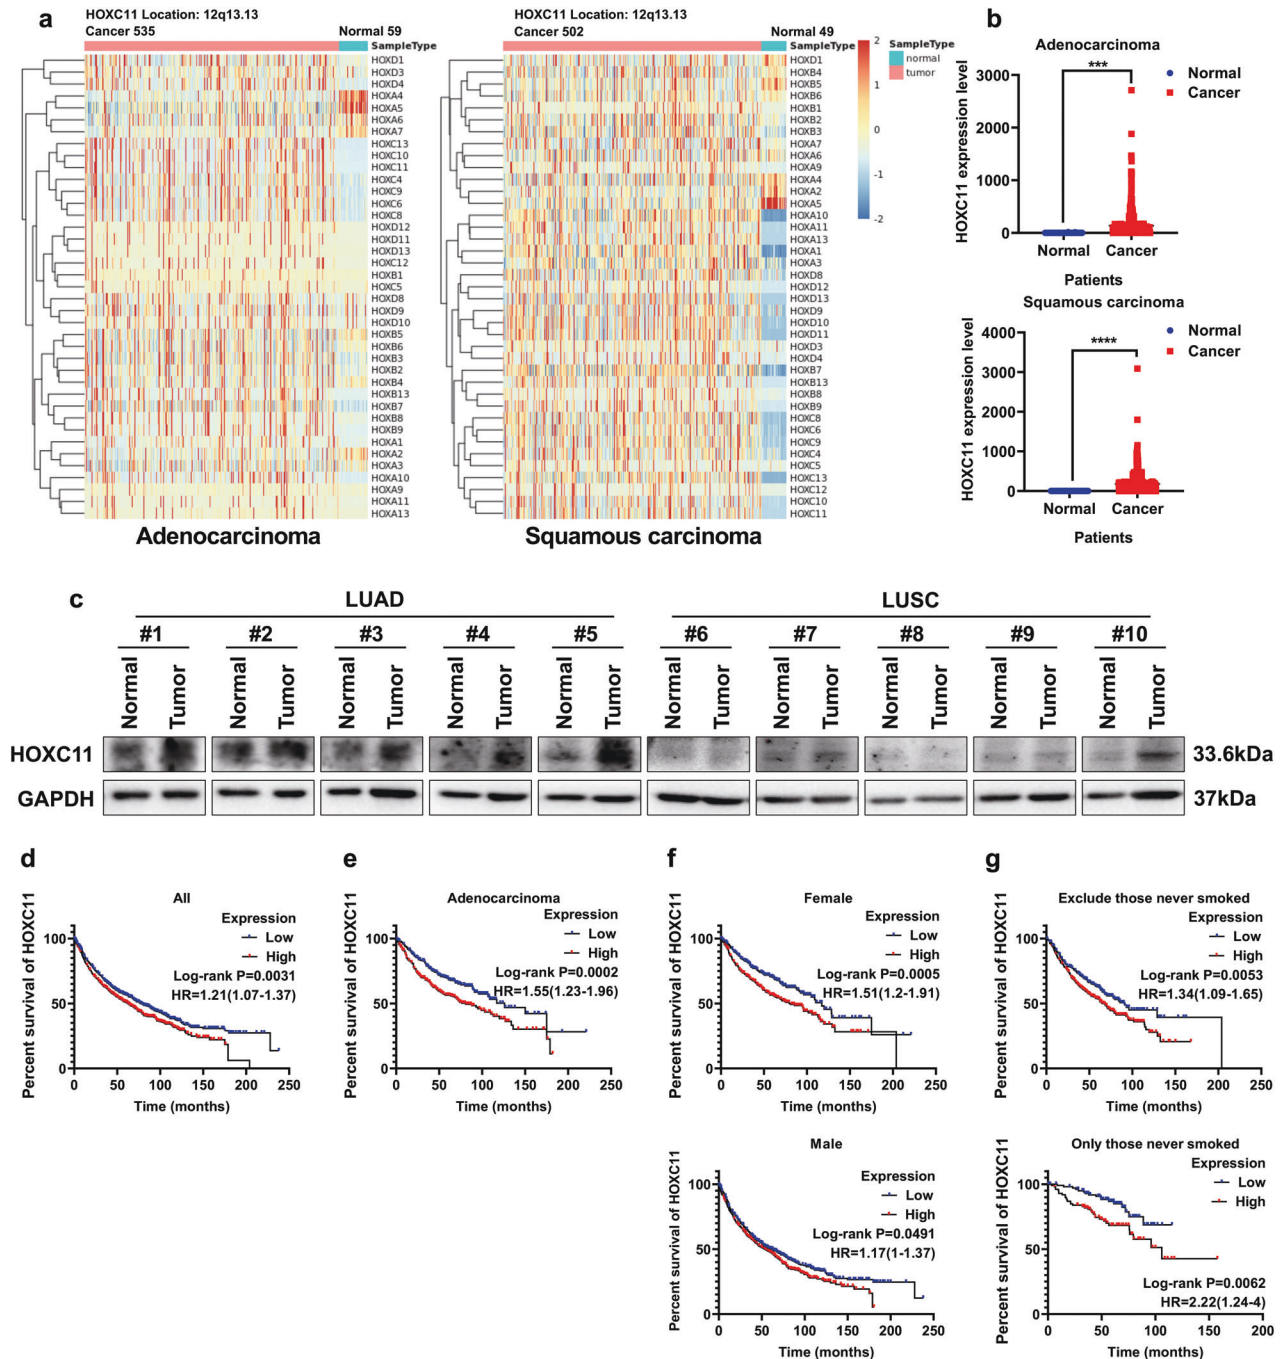 a
HOXC11 Location: 12q13.13
Cancer 535
Normal 59
SampleType
HOXD1
HOXD3
HOXD4
HOXA4
HOXA5
HOXA6
HOXA7
HOXC13
HOXC10
HOXC11
HOXC4
HOXC9
HOXC6
HOXC8
HOXD12
HOXD11
HOXD13
HOXC12
HOXB1
HOXC5
HOXD8
HOXD9
HOXD10
HOXB5
HOXB6
HOXB3
HOXB2
HOXB4
HOXB13
HOXB7
HOXB8
HOXB9
HOXA1
HOXA2
HOXA3
HOXA10
HOXA9
HOXA11
HOXA13
Adenocarcinoma
HOXC11 Location: 12q13.13
Cancer 502
Normal 49
SampleType
HOXD1
HOXB4
HOXB5
HOXB6
HOXB1
HOXB2
HOXB3
HOXA7
HOXA6
HOXA9
HOXA4
HOXA2
HOXA5
HOXA10
HOXA11
HOXA13
HOXA1
HOXA3
HOXD8
HOXD12
HOXD13
HOXD9
HOXD10
HOXD11
HOXD3
HOXD4
HOXB7
HOXB13
HOXB8
HOXB9
HOXC8
HOXC6
HOXC9
HOXC4
HOXC5
HOXC13
HOXC12
HOXC10
HOXC11
Squamous carcinoma
2
1
0
-1
-2
SampleType
normal
tumor
b
Adenocarcinoma
HOXC11 expression level
3000
2000
1000
0
***
Normal
Cancer
Normal Cancer
Patients
Squamous carcinoma
HOXC11 expression level
4000
3000
2000
1000
0
****
Normal
Cancer
Normal Cancer
Patients
c
LUAD LUSC
#1 #2 #3 #4 #5 #6 #7 #8 #9 #10
Normal Tumor Normal Tumor Normal Tumor Normal Tumor Normal Tumor Normal Tumor Normal Tumor Normal Tumor Normal Tumor Normal Tumor
HOXC11 33.6kDa
GAPDH 37kDa
d
All
Percent survival of HOXC11
100
50
0
Expression
Low
High
Log-rank P=0.0031
HR=1.21(1.07-1.37)
0 50 100 150 200 250
Time (months)
e
Adenocarcinoma
Percent survival of HOXC11
100
50
0
Expression
Low
High
Log-rank P=0.0002
HR=1.55(1.23-1.96)
0 50 100 150 200 250
Time (months)
f
Female
Percent survival of HOXC11
100
50
0
Expression
Low
High
Log-rank P=0.0005
HR=1.51(1.2-1.91)
0 50 100 150 200 250
Time (months)
Male
Percent survival of HOXC11
100
50
0
Expression
Low
High
Log-rank P=0.0491
HR=1.17(1-1.37)
0 50 100 150 200 250
Time (months)
g
Exclude those never smoked
Percent survival of HOXC11
100
50
0
Expression
Low
High
Log-rank P=0.0053
HR=1.34(1.09-1.65)
0 50 100 150 200 250
Time (months)
Only those never smoked
Percent survival of HOXC11
100
50
0
Expression
Low
High
Log-rank P=0.0062
HR=2.22(1.24-4)
0 50 100 150 200
Time (months)